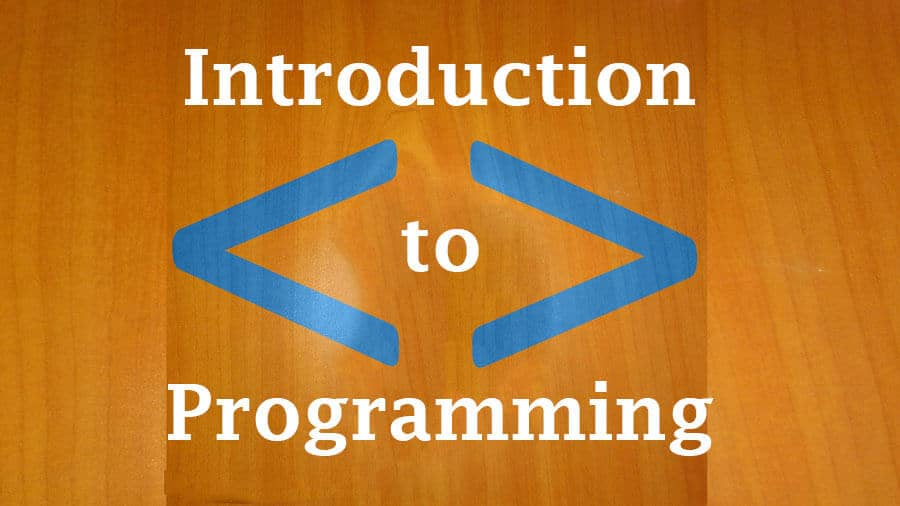 Introduction
< to >
Programming